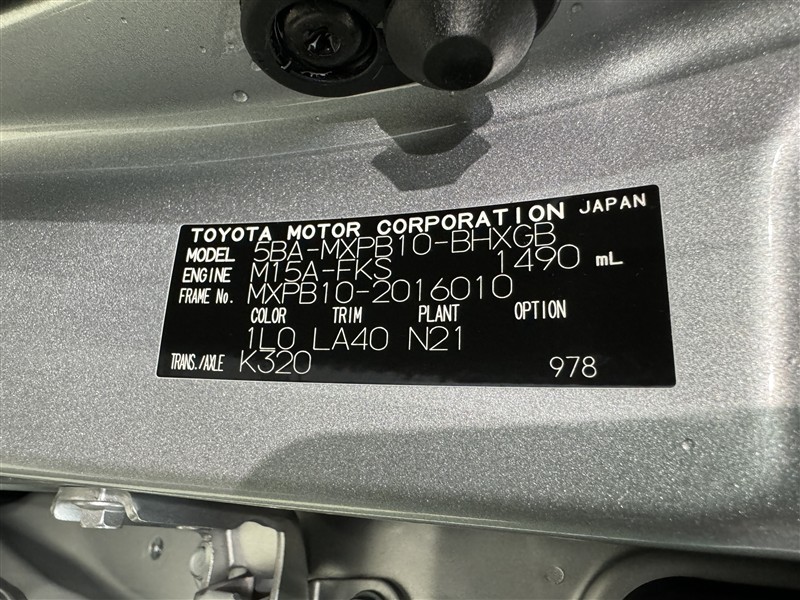 TOYOTA MOTOR CORPORATION JAPAN
MODEL 5BA-MXPB10-BHXGB
ENGINE M15A-FKS 1490 mL
FRAME No. MXPB10-2016010
COLOR TRIM PLANT OPTION
1L0 LA40 N21
TRANS./AXLE K320 978